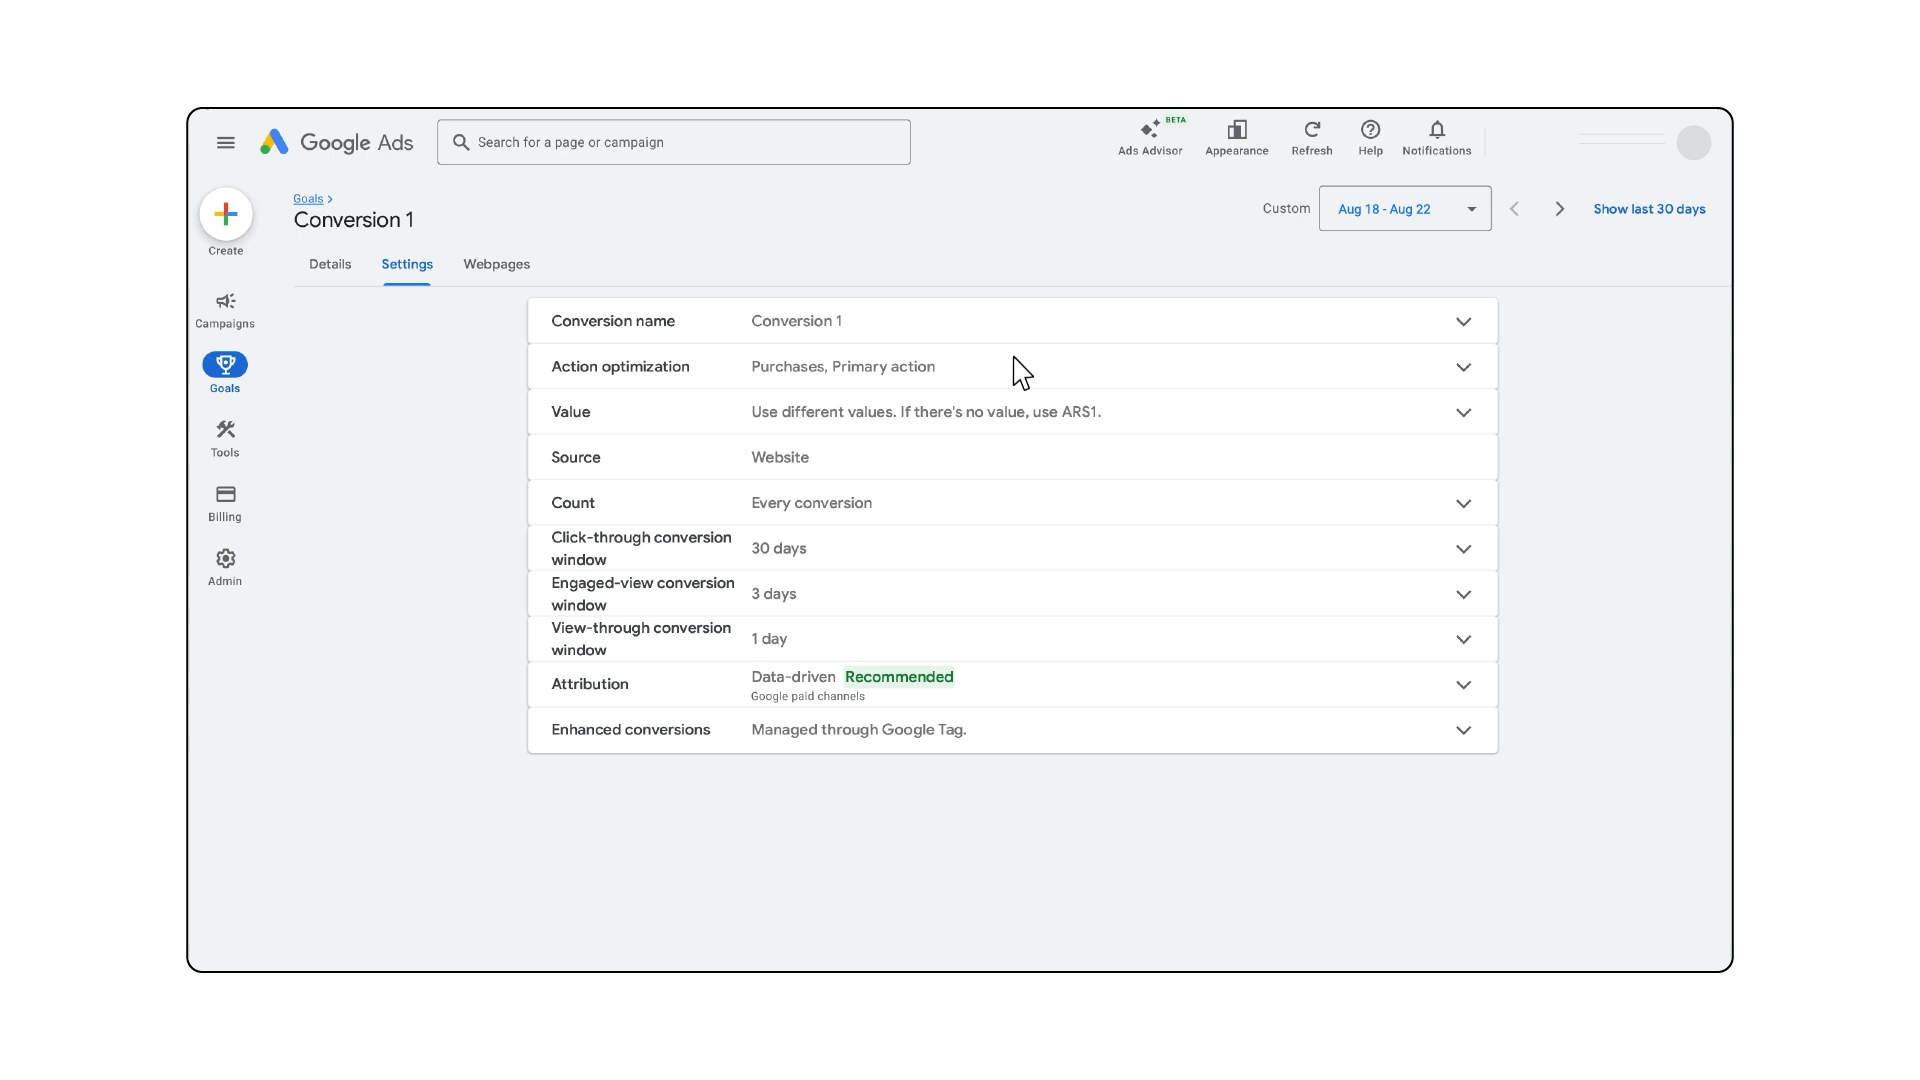 Google Ads
Search for a page or campaign
BETA
Ads Advisor
Appearance
Refresh
Help
Notifications
Create
Campaigns
Goals
Tools
Billing
Admin
Goals >
Conversion 1
Custom
Aug 18 - Aug 22
Show last 30 days
Details
Settings
Webpages
Conversion name
Conversion 1
Action optimization
Purchases, Primary action
Value
Use different values. If there's no value, use ARS1.
Source
Website
Count
Every conversion
Click-through conversion
window
30 days
Engaged-view conversion
window
3 days
View-through conversion
window
1 day
Attribution
Data-driven Recommended
Google paid channels
Enhanced conversions
Managed through Google Tag.